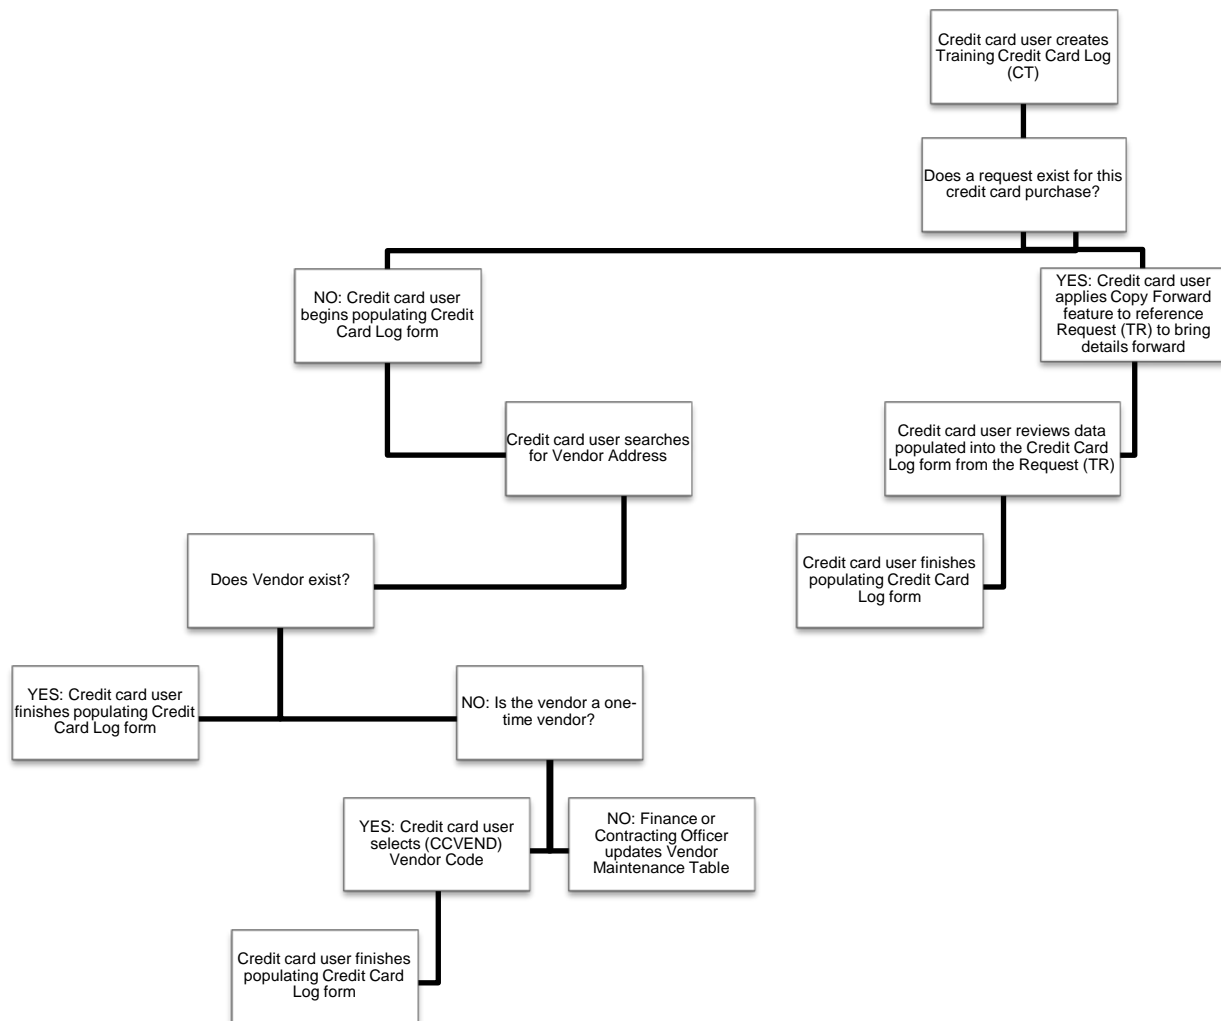 Credit card user creates
Training Credit Card Log
(CT)
Does a request exist for this
credit card purchase?
NO: Credit card user
begins populating Credit
Card Log form
YES: Credit card user
applies Copy Forward
feature to reference
Request (TR) to bring
details forward
Credit card user searches
for Vendor Address
Credit card user reviews data
populated into the Credit Card
Log form from the Request (TR)
Does Vendor exist?
Credit card user finishes
populating Credit Card
Log form
YES: Credit card user
finishes populating Credit
Card Log form
NO: Is the vendor a one-
time vendor?
YES: Credit card user
selects (CCVEND)
Vendor Code
NO: Finance or
Contracting Officer
updates Vendor
Maintenance Table
Credit card user finishes
populating Credit Card
Log form